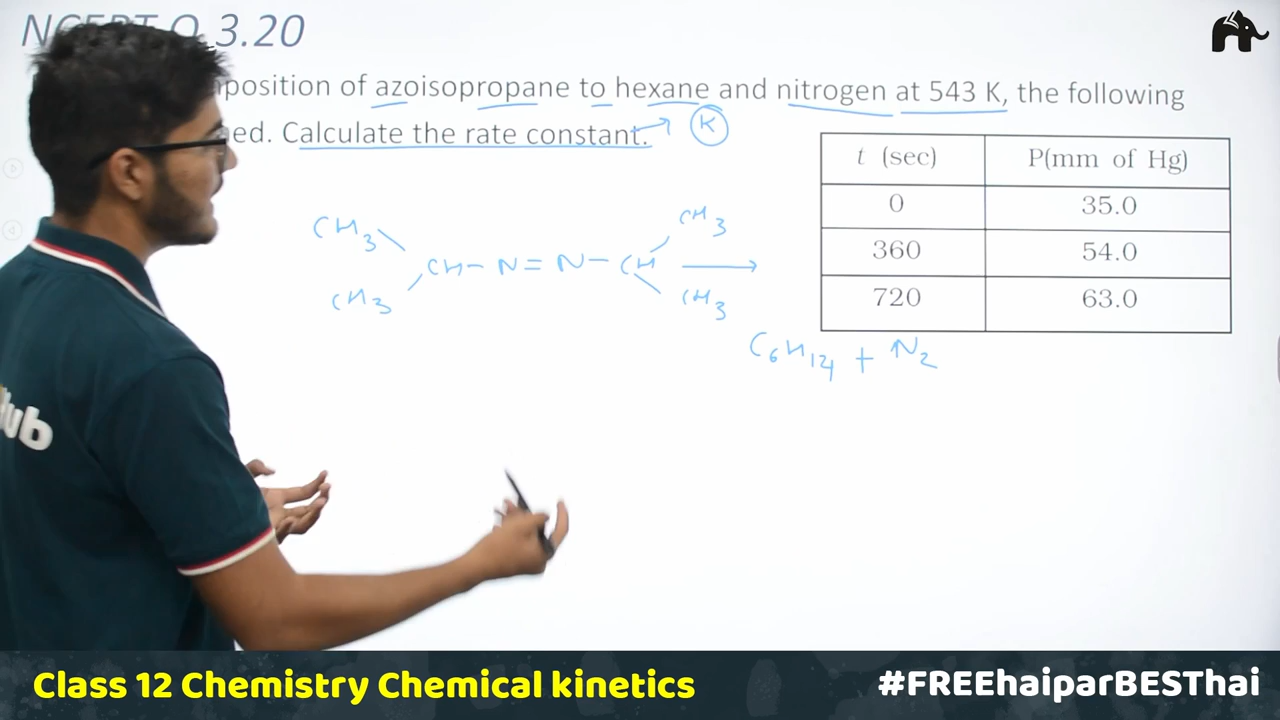 NCERT Q 3.20
position of azoisopropane to hexane and nitrogen at 543 K, the following
ed. Calculate the rate constant. → K
t (sec) P(mm of Hg)
0 35.0
360 54.0
720 63.0
CH3 CH3
CH - N = N - CH →
CH3 CH3
C6H14 + N2
Hub
Class 12 Chemistry Chemical kinetics
#FREEhaiparBESThai